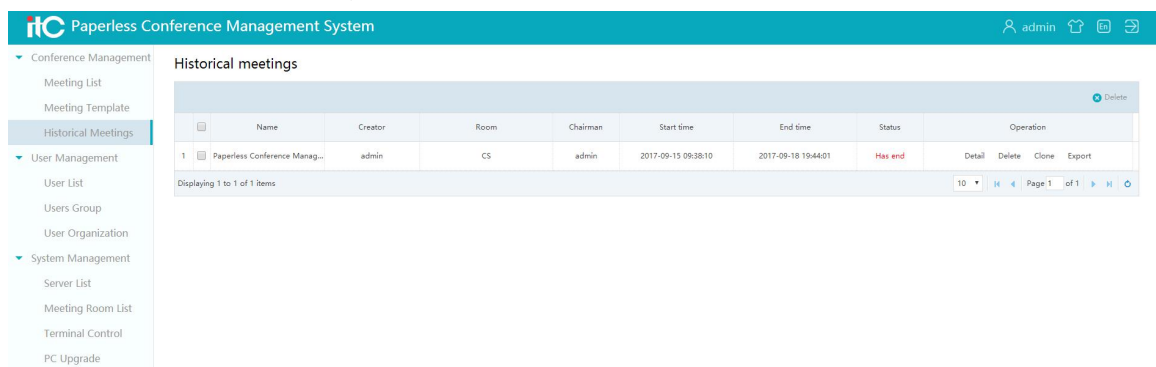 itC Paperless Conference Management System
admin En
Conference Management
Meeting List
Meeting Template
Historical Meetings
User Management
User List
Users Group
User Organization
System Management
Server List
Meeting Room List
Terminal Control
PC Upgrade
Historical meetings
Delete
Name Creator Room Chairman Start time End time Status Operation
1 Paperless Conference Manag... admin CS admin 2017-09-15 09:38:10 2017-09-18 19:44:01 Has end Detail Delete Clone Export
Displaying 1 to 1 of 1 items 10 Page 1 of 1